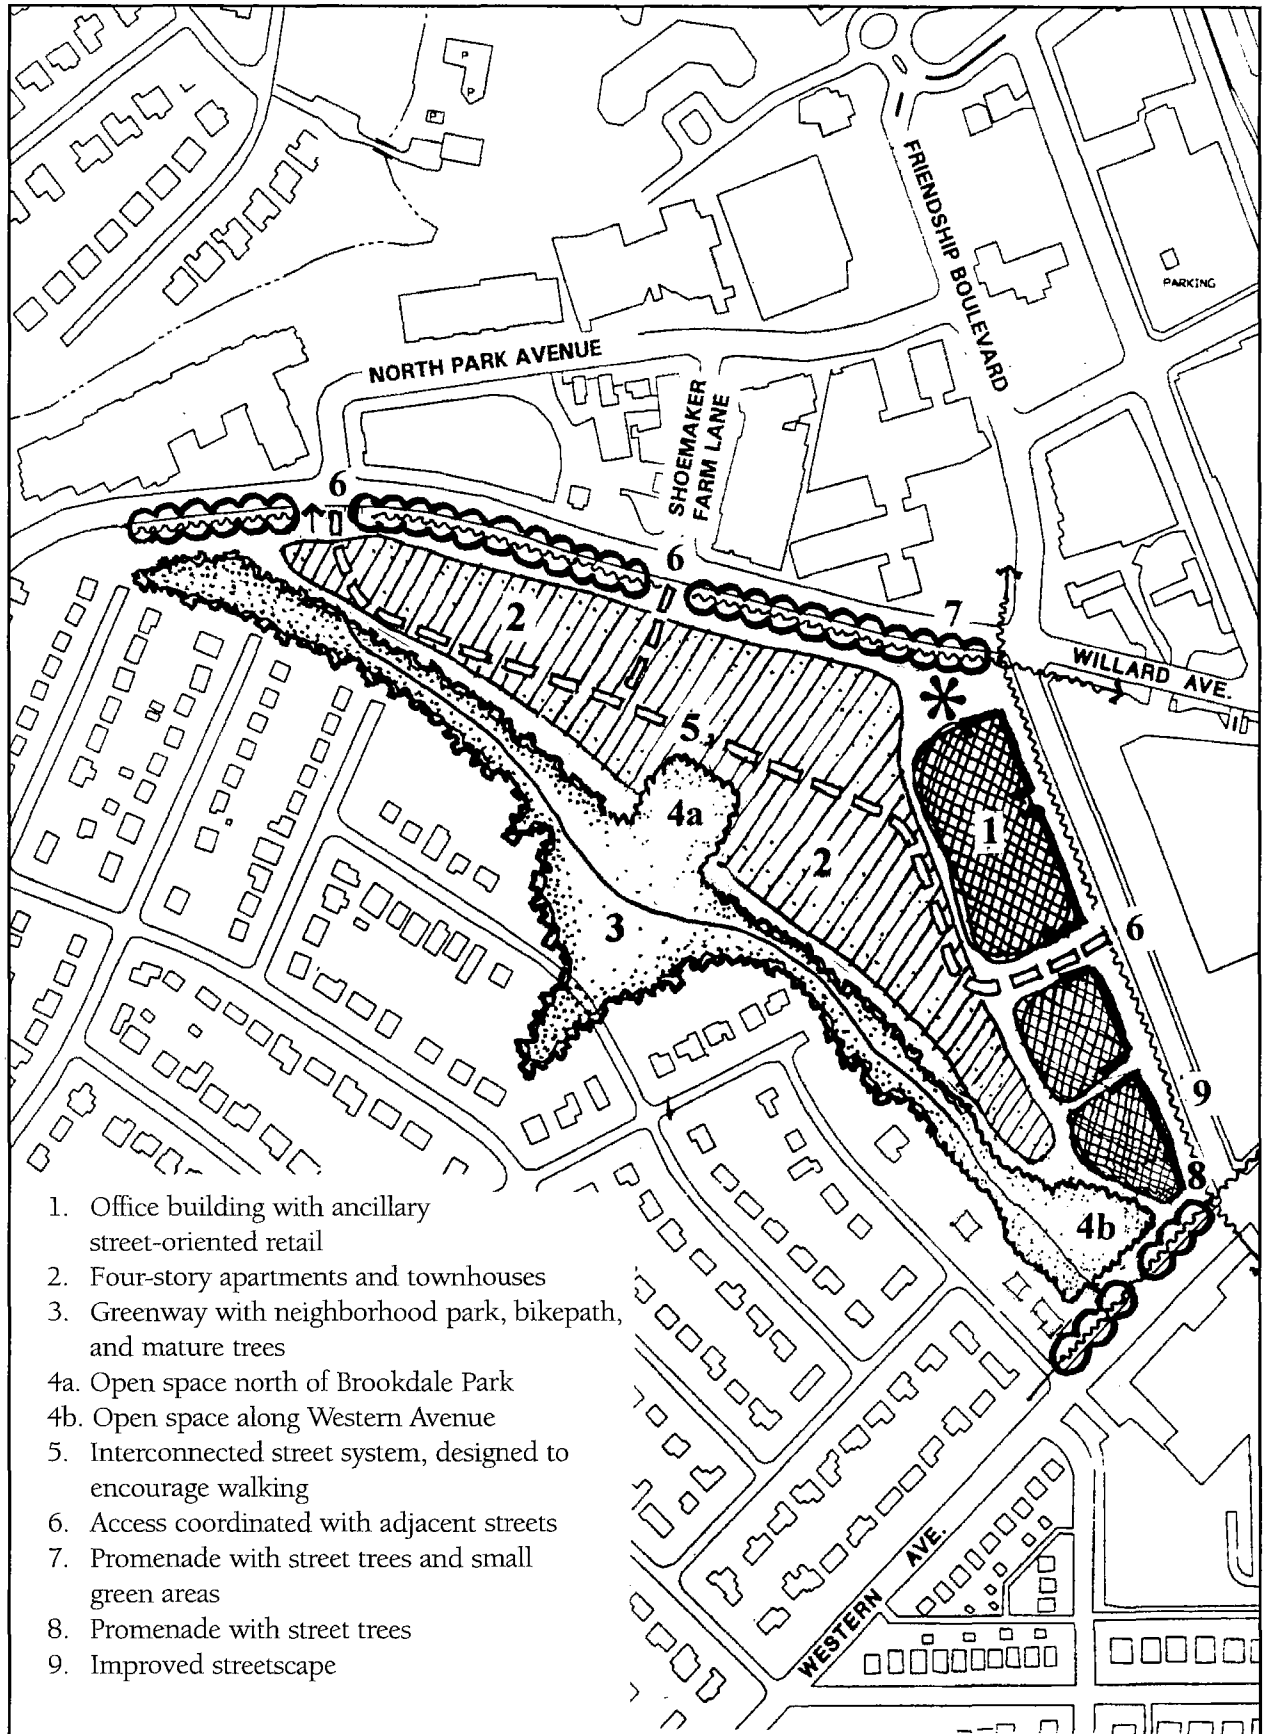 P
P
P
FRIENDSHIP BOULEVARD
PARKING
NORTH PARK AVENUE
SHOEMAKER
FARM LANE
6
6
2
7
WILLARD AVE.
5
4a
1
2
3
6
9
8
4b
1. Office building with ancillary
street-oriented retail
2. Four-story apartments and townhouses
3. Greenway with neighborhood park, bikepath,
and mature trees
4a. Open space north of Brookdale Park
4b. Open space along Western Avenue
5. Interconnected street system, designed to
encourage walking
6. Access coordinated with adjacent streets
7. Promenade with street trees and small
green areas
8. Promenade with street trees
9. Improved streetscape
WESTERN AVE.